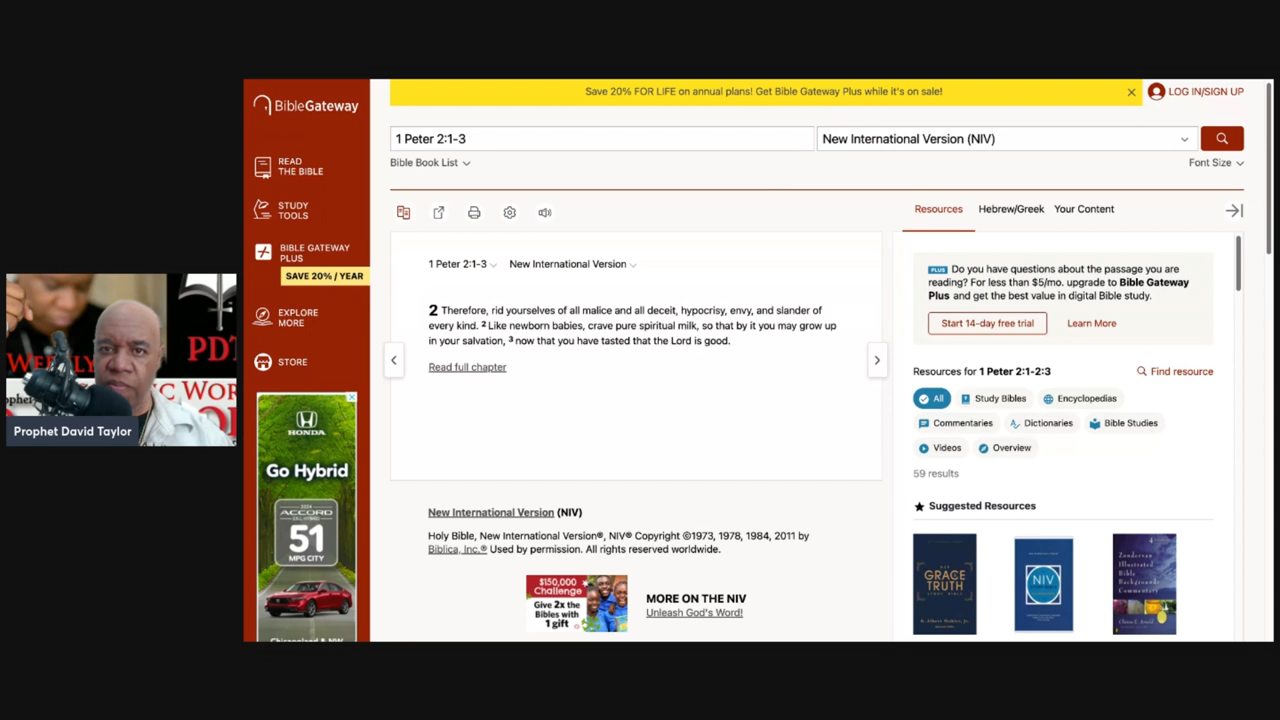 BibleGateway
READ
THE BIBLE
STUDY
TOOLS
BIBLE GATEWAY
PLUS
SAVE 20% / YEAR
EXPLORE
MORE
STORE
HONDA
Go Hybrid
ACCORD
51
MPG CITY
Save 20% FOR LIFE on annual plans! Get Bible Gateway Plus while it's on sale!
LOG IN/SIGN UP
1 Peter 2:1-3
New International Version (NIV)
Bible Book List
Font Size
Resources
Hebrew/Greek
Your Content
1 Peter 2:1-3
New International Version
2 Therefore, rid yourselves of all malice and all deceit, hypocrisy, envy, and slander of
every kind. 2 Like newborn babies, crave pure spiritual milk, so that by it you may grow up
in your salvation, 3 now that you have tasted that the Lord is good.
Read full chapter
New International Version (NIV)
Holy Bible, New International Version®, NIV® Copyright ©1973, 1978, 1984, 2011 by
Biblica, Inc.® Used by permission. All rights reserved worldwide.
$150,000
Challenge
Give 2x the
Bibles with
1 gift
MORE ON THE NIV
Unleash God's Word!
PLUS Do you have questions about the passage you are
reading? For less than $5/mo. upgrade to Bible Gateway
Plus and get the best value in digital Bible study.
Start 14-day free trial
Learn More
Resources for 1 Peter 2:1-2:3
Find resource
All
Study Bibles
Encyclopedias
Commentaries
Dictionaries
Bible Studies
Videos
Overview
59 results
Suggested Resources
GRACE
TRUTH
STUDY BIBLE
NIV
Zondervan
Illustrated
Bible
Backgrounds
Commentary
PDT
Prophet David Taylor